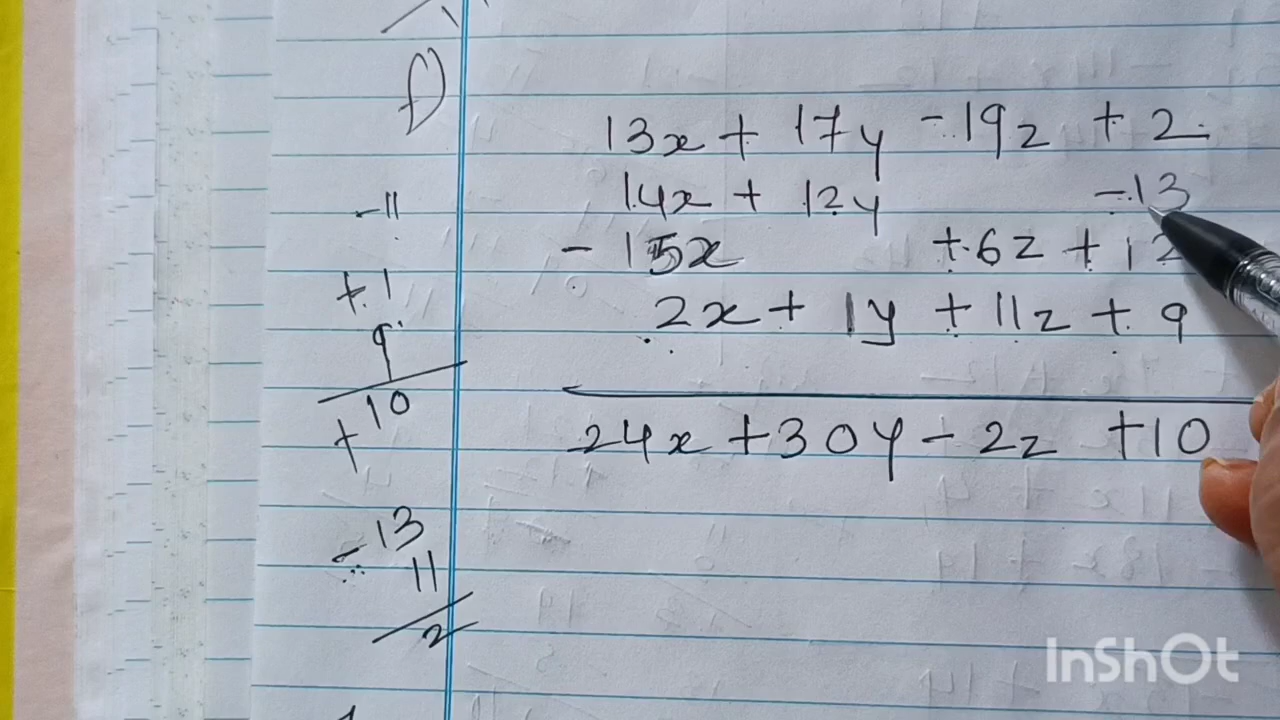 f)
13x + 17y - 19z + 2
14x + 12y - 13
- 15x + 6z + 12
2x + 1y + 11z + 9
24x + 30y - 2z + 10
- 11
+ 1
9
+ 10
- 13
11
2
InShOt